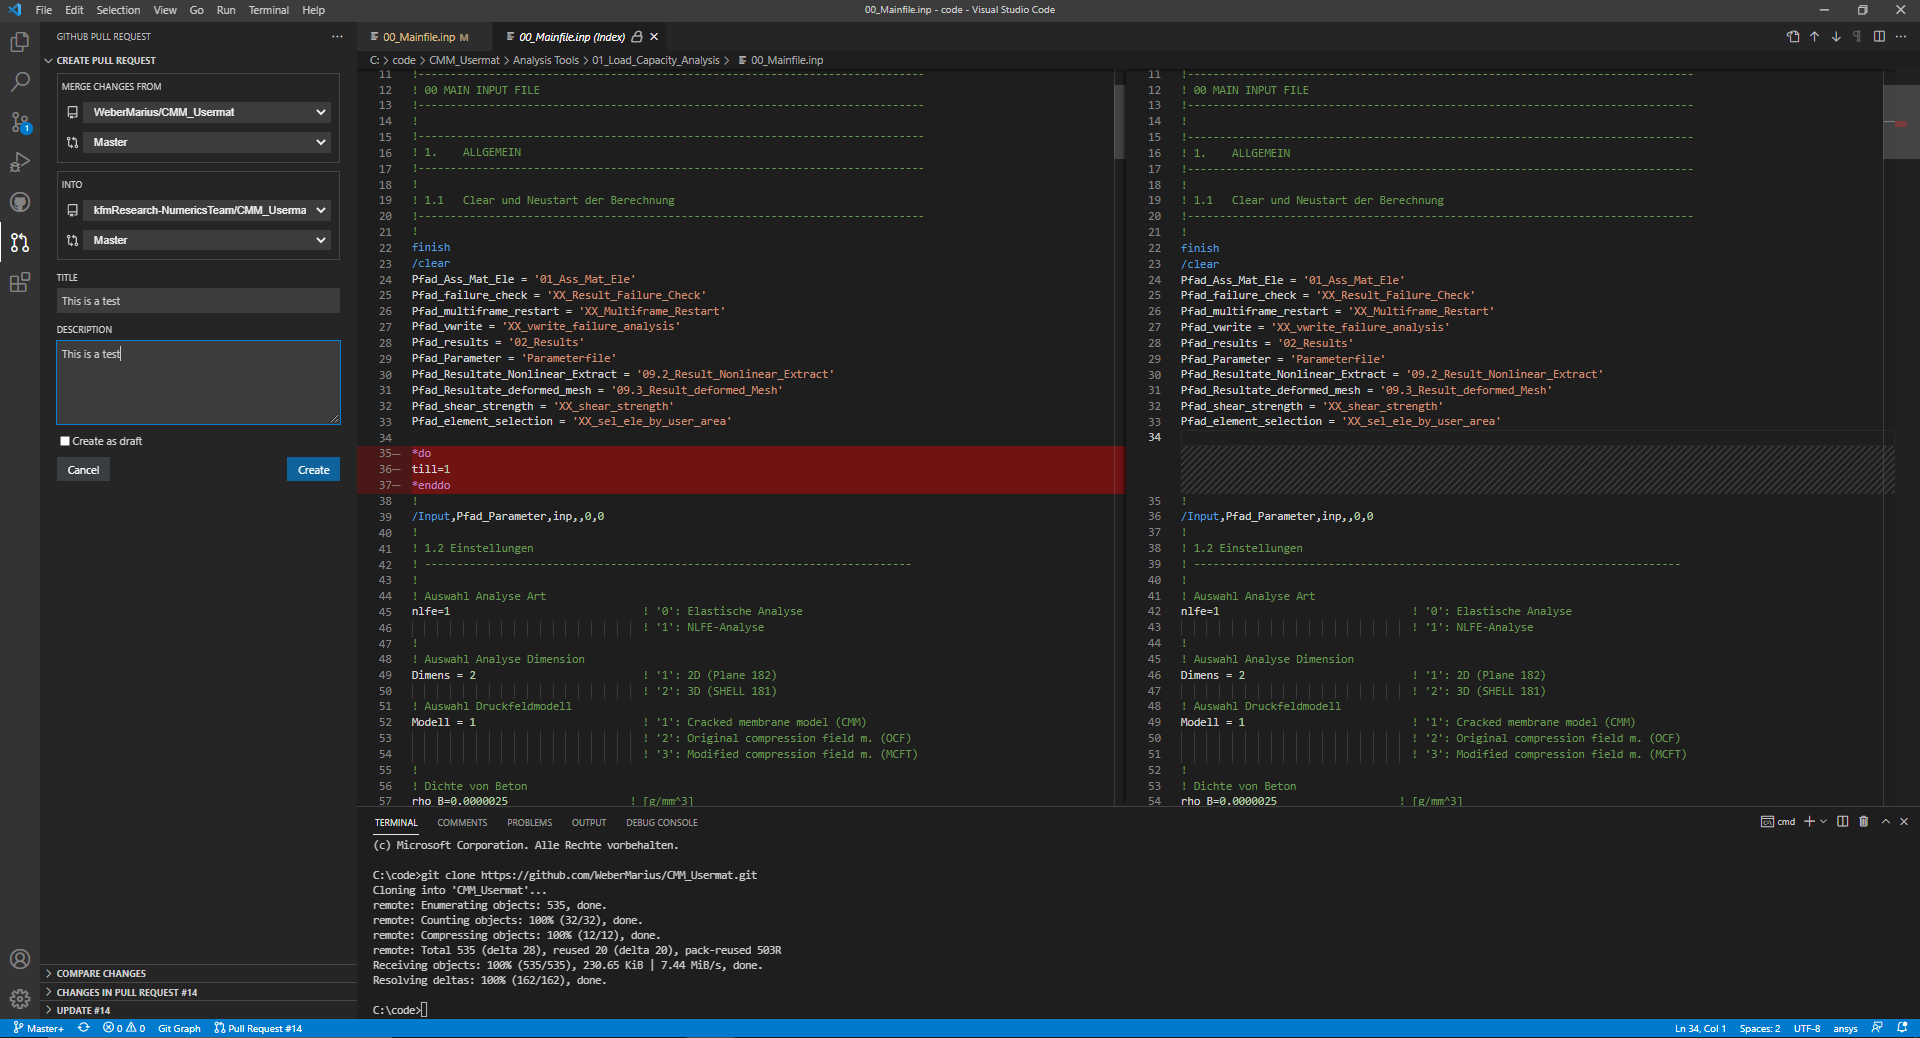 File Edit Selection View Go Run Terminal Help
00_Mainfile.inp - code - Visual Studio Code
GITHUB PULL REQUEST
CREATE PULL REQUEST
MERGE CHANGES FROM
WeberMarius/CMM_Usermat
Master
INTO
kfmResearch-NumericsTeam/CMM_Userma
Master
TITLE
This is a test
DESCRIPTION
This is a test
Create as draft
Cancel Create
COMPARE CHANGES
CHANGES IN PULL REQUEST #14
UPDATE #14
1
00_Mainfile.inp M
00_Mainfile.inp (Index)
C: > code > CMM_Usermat > Analysis Tools > 01_Load_Capacity_Analysis > 00_Mainfile.inp
11 !-------------------------------------------------------------------------------
12 ! 00 MAIN INPUT FILE
13 !-------------------------------------------------------------------------------
14 !
15 !-------------------------------------------------------------------------------
16 ! 1.    ALLGEMEIN
17 !-------------------------------------------------------------------------------
18 !
19 ! 1.1   Clear und Neustart der Berechnung
20 !-------------------------------------------------------------------------------
21 !
22 finish
23 /clear
24 Pfad_Ass_Mat_Ele = '01_Ass_Mat_Ele'
25 Pfad_failure_check = 'XX_Result_Failure_Check'
26 Pfad_multiframe_restart = 'XX_Multiframe_Restart'
27 Pfad_vwrite = 'XX_vwrite_failure_analysis'
28 Pfad_results = '02_Results'
29 Pfad_Parameter = 'Parameterfile'
30 Pfad_Resultate_Nonlinear_Extract = '09.2_Result_Nonlinear_Extract'
31 Pfad_Resultate_deformed_mesh = '09.3_Result_deformed_Mesh'
32 Pfad_shear_strength = 'XX_shear_strength'
33 Pfad_element_selection = 'XX_sel_ele_by_user_area'
34
35— *do
36— till=1
37— *enddo
38 !
39 /Input,Pfad_Parameter,inp,,0,0
40 !
41 ! 1.2 Einstellungen
42 ! ----------------------------------------------------------------------------
43 !
44 ! Auswahl Analyse Art
45 nlfe=1 ! '0': Elastische Analyse
46 ! '1': NLFE-Analyse
47 !
48 ! Auswahl Analyse Dimension
49 Dimens = 2 ! '1': 2D (Plane 182)
50 ! '2': 3D (SHELL 181)
51 ! Auswahl Druckfeldmodell
52 Modell = 1 ! '1': Cracked membrane model (CMM)
53 ! '2': Original compression field m. (OCF)
54 ! '3': Modified compression field m. (MCFT)
55 !
56 ! Dichte von Beton
57 rho_B=0.0000025 ! [g/mm^3]
11 !-------------------------------------------------------------------------------
12 ! 00 MAIN INPUT FILE
13 !-------------------------------------------------------------------------------
14 !
15 !-------------------------------------------------------------------------------
16 ! 1.    ALLGEMEIN
17 !-------------------------------------------------------------------------------
18 !
19 ! 1.1   Clear und Neustart der Berechnung
20 !-------------------------------------------------------------------------------
21 !
22 finish
23 /clear
24 Pfad_Ass_Mat_Ele = '01_Ass_Mat_Ele'
25 Pfad_failure_check = 'XX_Result_Failure_Check'
26 Pfad_multiframe_restart = 'XX_Multiframe_Restart'
27 Pfad_vwrite = 'XX_vwrite_failure_analysis'
28 Pfad_results = '02_Results'
29 Pfad_Parameter = 'Parameterfile'
30 Pfad_Resultate_Nonlinear_Extract = '09.2_Result_Nonlinear_Extract'
31 Pfad_Resultate_deformed_mesh = '09.3_Result_deformed_Mesh'
32 Pfad_shear_strength = 'XX_shear_strength'
33 Pfad_element_selection = 'XX_sel_ele_by_user_area'
34
35 !
36 /Input,Pfad_Parameter,inp,,0,0
37 !
38 ! 1.2 Einstellungen
39 ! ----------------------------------------------------------------------------
40 !
41 ! Auswahl Analyse Art
42 nlfe=1 ! '0': Elastische Analyse
43 ! '1': NLFE-Analyse
44 !
45 ! Auswahl Analyse Dimension
46 Dimens = 2 ! '1': 2D (Plane 182)
47 ! '2': 3D (SHELL 181)
48 ! Auswahl Druckfeldmodell
49 Modell = 1 ! '1': Cracked membrane model (CMM)
50 ! '2': Original compression field m. (OCF)
51 ! '3': Modified compression field m. (MCFT)
52 !
53 ! Dichte von Beton
54 rho_B=0.0000025 ! [g/mm^3]
TERMINAL COMMENTS PROBLEMS OUTPUT DEBUG CONSOLE
cmd
(c) Microsoft Corporation. Alle Rechte vorbehalten.
C:\code>git clone https://github.com/WeberMarius/CMM_Usermat.git
Cloning into 'CMM_Usermat'...
remote: Enumerating objects: 535, done.
remote: Counting objects: 100% (32/32), done.
remote: Compressing objects: 100% (12/12), done.
remote: Total 535 (delta 28), reused 20 (delta 20), pack-reused 503R
Receiving objects: 100% (535/535), 230.65 KiB | 7.44 MiB/s, done.
Resolving deltas: 100% (162/162), done.
C:\code>
Master+ 0 0 Git Graph Pull Request #14
Ln 34, Col 1 Spaces: 2 UTF-8 ansys